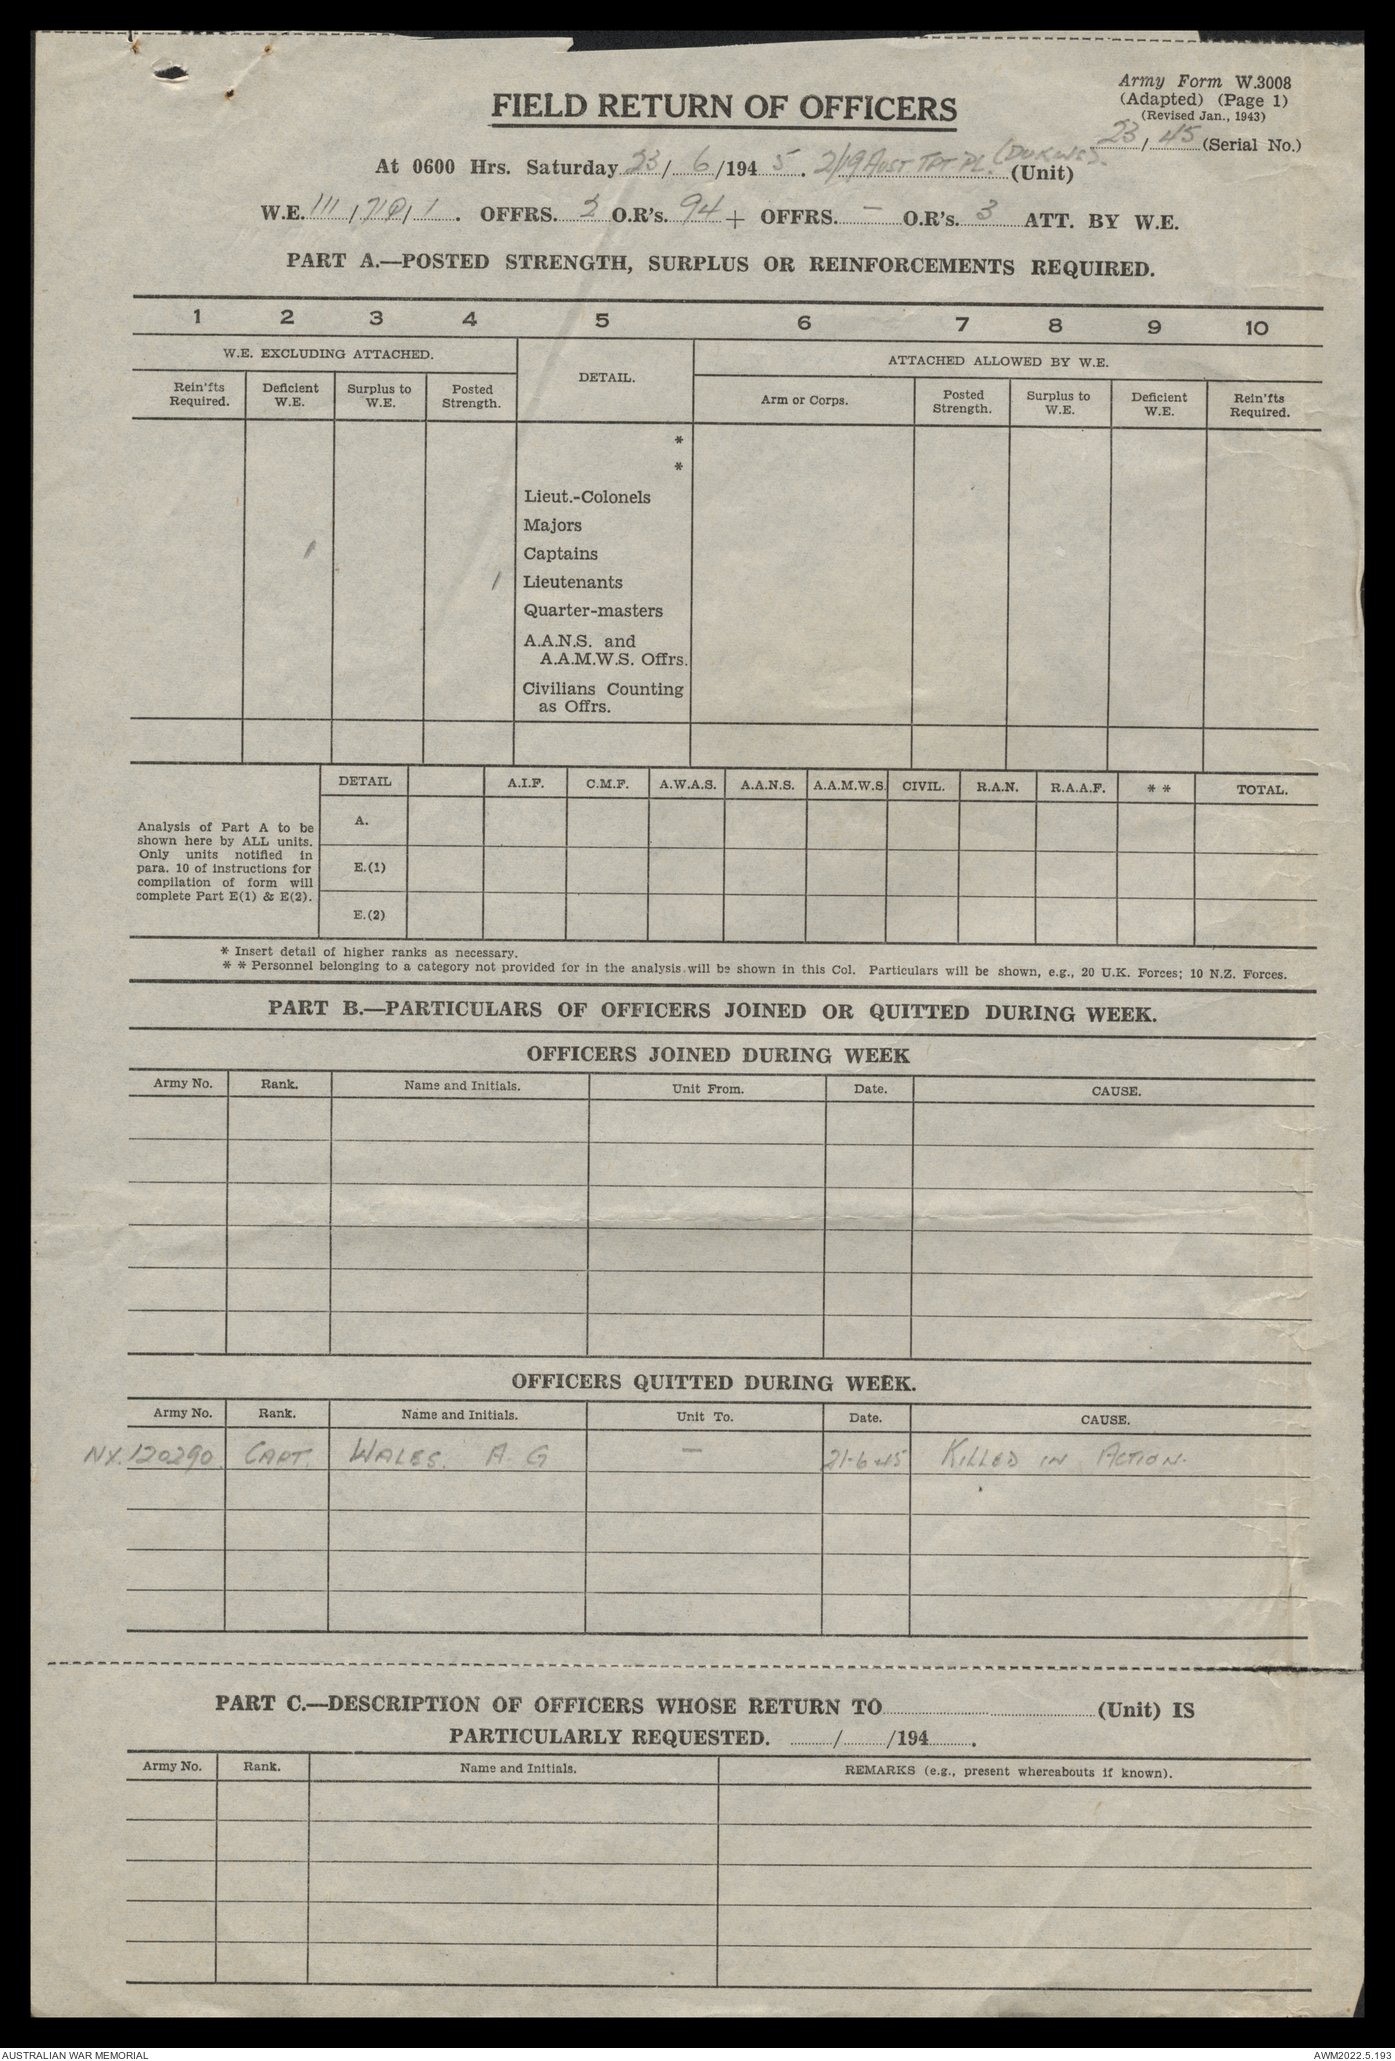 Army Form W.3008
FIELD RETURN OF OFFICERS
(Adapted) (Page 1)
(Revised Jan., 1943)
23 / 45 (Serial No.)
At 0600 Hrs. Saturday 23 / 6 /194 5 . 2/19 Aust TPT PL. (DUKWS). (Unit)
W.E. III / / 1 . OFFRS. 2 O.R's. 94 + OFFRS. – O.R's. 3 ATT. BY W.E.
PART A.—POSTED STRENGTH, SURPLUS OR REINFORCEMENTS REQUIRED.
1 2 3 4 5 6 7 8 9 10
W.E. EXCLUDING ATTACHED. DETAIL. ATTACHED ALLOWED BY W.E.
Rein'fts Required. Deficient W.E. Surplus to W.E. Posted Strength. Arm or Corps. Posted Strength. Surplus to W.E. Deficient W.E. Rein'fts Required.
*
*
Lieut.-Colonels
Majors
1 Captains
1 Lieutenants
Quarter-masters
A.A.N.S. and
A.A.M.W.S. Offrs.
Civilians Counting
as Offrs.
DETAIL A.I.F. C.M.F. A.W.A.S. A.A.N.S. A.A.M.W.S. CIVIL. R.A.N. R.A.A.F. * * TOTAL.
Analysis of Part A to be
shown here by ALL units.
Only units notified in
para. 10 of instructions for
compilation of form will
complete Part E(1) & E(2).
A.
E.(1)
E.(2)
* Insert detail of higher ranks as necessary.
* * Personnel belonging to a category not provided for in the analysis will be shown in this Col. Particulars will be shown, e.g., 20 U.K. Forces; 10 N.Z. Forces.
PART B.—PARTICULARS OF OFFICERS JOINED OR QUITTED DURING WEEK.
OFFICERS JOINED DURING WEEK
Army No. Rank. Name and Initials. Unit From. Date. CAUSE.
OFFICERS QUITTED DURING WEEK.
Army No. Rank. Name and Initials. Unit To. Date. CAUSE.
NX.120290 CAPT. WALES. A. G – 21-6-45 KILLED IN ACTION.
PART C.—DESCRIPTION OF OFFICERS WHOSE RETURN TO (Unit) IS
PARTICULARLY REQUESTED. / /194 .
Army No. Rank. Name and Initials. REMARKS (e.g., present whereabouts if known).
AUSTRALIAN WAR MEMORIAL AWM2022.5.193